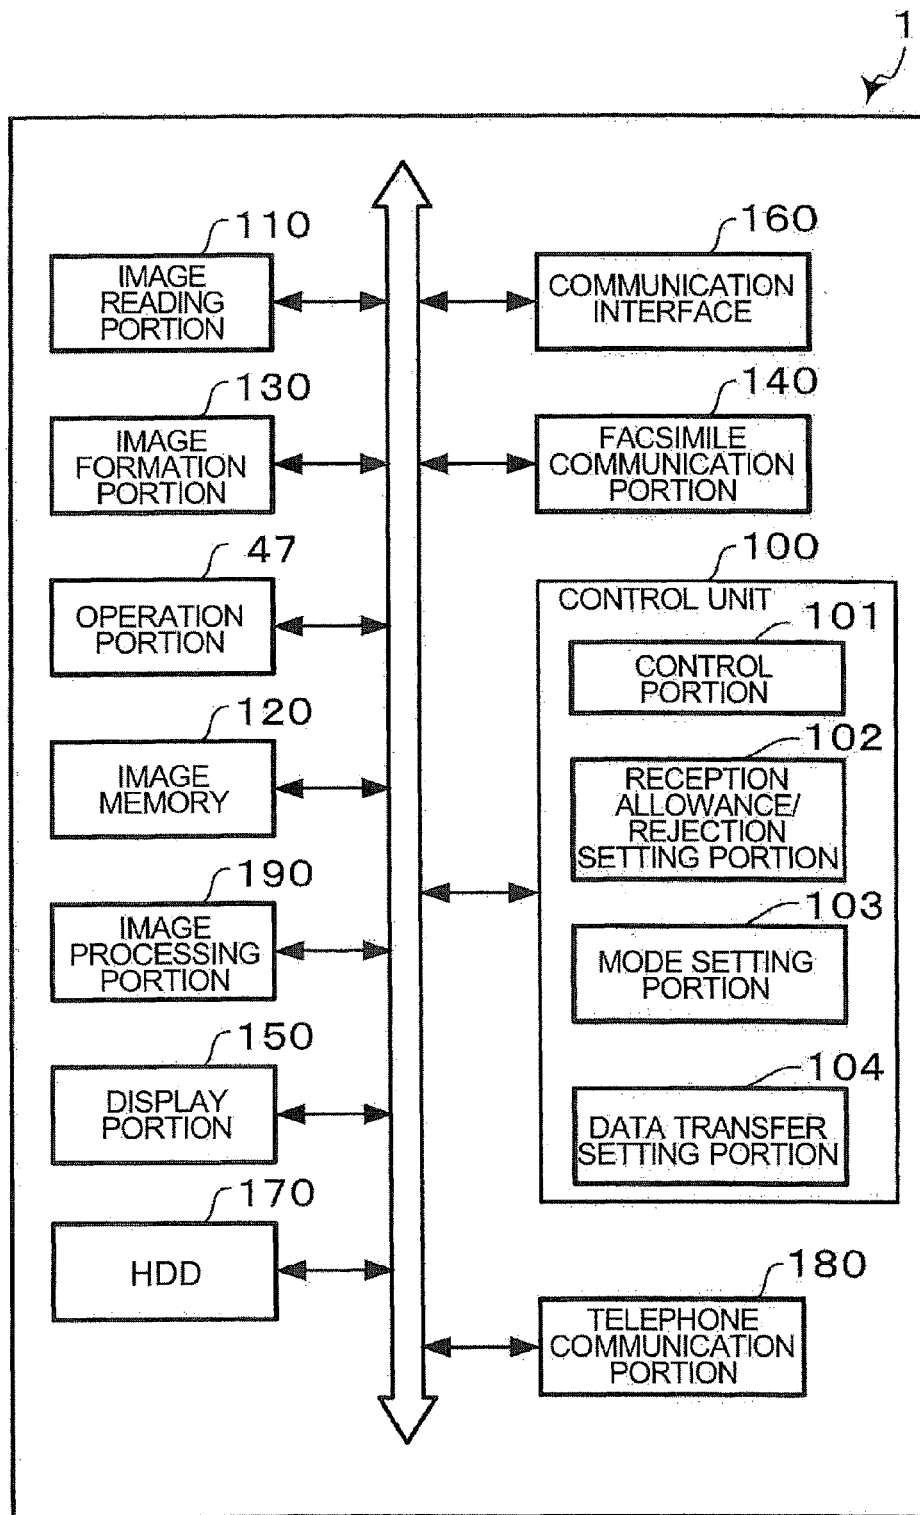 1
110
IMAGE
READING
PORTION
130
IMAGE
FORMATION
PORTION
47
OPERATION
PORTION
120
IMAGE
MEMORY
190
IMAGE
PROCESSING
PORTION
150
DISPLAY
PORTION
170
HDD
160
COMMUNICATION
INTERFACE
140
FACSIMILE
COMMUNICATION
PORTION
100
CONTROL UNIT
101
CONTROL
PORTION
102
RECEPTION
ALLOWANCE/
REJECTION
SETTING PORTION
103
MODE SETTING
PORTION
104
DATA TRANSFER
SETTING PORTION
180
TELEPHONE
COMMUNICATION
PORTION